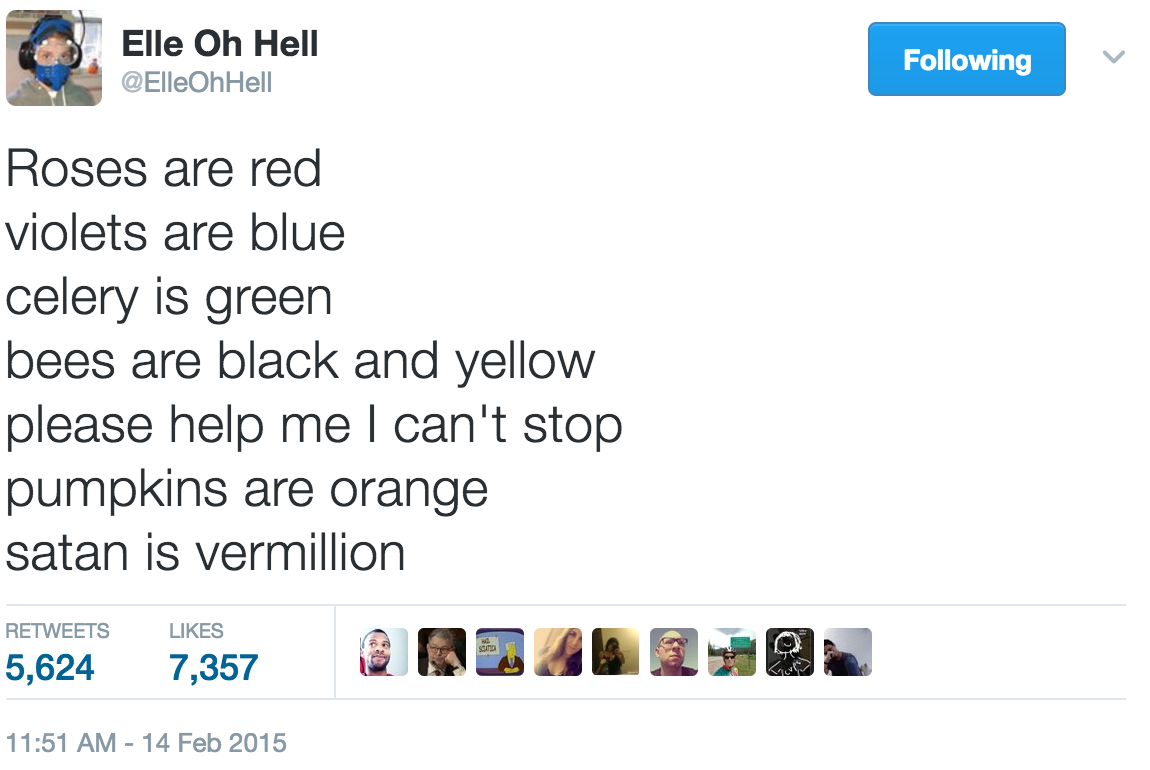 Elle Oh Hell
@ElleOhHell
Following
Roses are red
violets are blue
celery is green
bees are black and yellow
please help me I can't stop
pumpkins are orange
satan is vermillion
RETWEETS
5,624
LIKES
7,357
HAIL
SCIATICA
11:51 AM - 14 Feb 2015